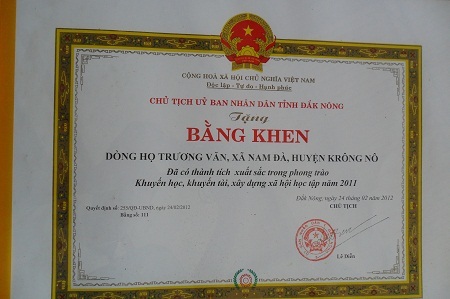 CỘNG HOÀ XÃ HỘI CHỦ NGHĨA VIỆT NAM
Độc lập - Tự do - Hạnh phúc
CHỦ TỊCH UỶ BAN NHÂN DÂN TỈNH ĐẮK NÔNG
Tặng
BẰNG KHEN
DÒNG HỌ TRƯƠNG VĂN, XÃ NAM ĐÀ, HUYỆN KRÔNG NÔ
Đã có thành tích xuất sắc trong phong trào
Khuyến học, khuyến tài, xây dựng xã hội học tập năm 2011
Đắk Nông, ngày 24 tháng 02 năm 2012
Quyết định số: 255/QĐ-UBND, ngày 24/02/2012
CHỦ TỊCH
Bảng số: 111
Lê Diễn